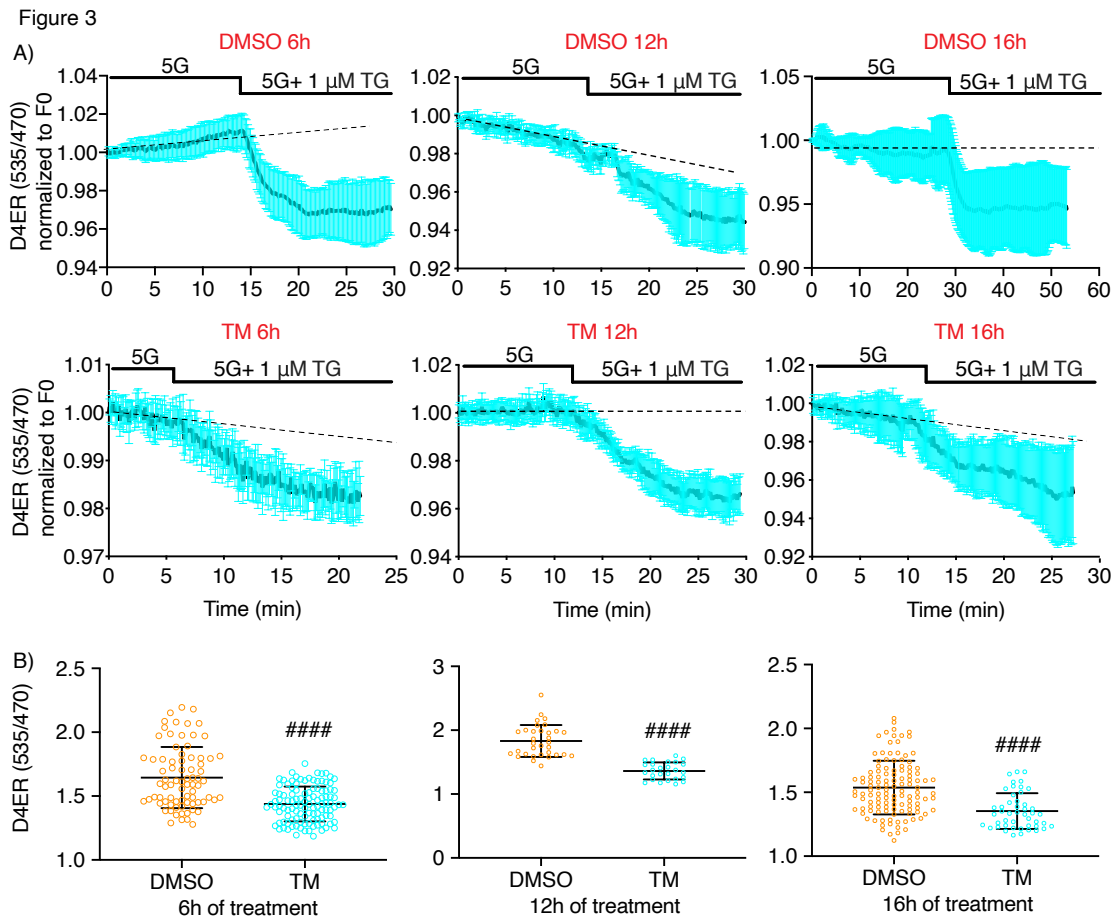 Figure 3
A)
DMSO 6h
DMSO 12h
DMSO 16h
5G
5G+ 1 µM TG
5G
5G+ 1 µM TG
5G
5G+ 1 µM TG
D4ER (535/470)
normalized to F0
1.04
1.02
1.00
0.98
0.96
0.94
0 5 10 15 20 25 30
1.02
1.00
0.98
0.96
0.94
0.92
0 5 10 15 20 25 30
1.05
1.00
0.95
0.90
0 10 20 30 40 50 60
TM 6h
TM 12h
TM 16h
5G
5G+ 1 µM TG
5G
5G+ 1 µM TG
5G
5G+ 1 µM TG
D4ER (535/470)
normalized to F0
1.01
1.00
0.99
0.98
0.97
0 5 10 15 20 25
1.02
1.00
0.98
0.96
0.94
0 5 10 15 20 25 30
1.02
1.00
0.98
0.96
0.94
0.92
0 5 10 15 20 25 30
Time (min)
Time (min)
Time (min)
B)
D4ER (535/470)
2.5
2.0
1.5
1.0
####
DMSO TM
6h of treatment
3
2
1
0
####
DMSO TM
12h of treatment
2.5
2.0
1.5
1.0
####
DMSO TM
16h of treatment